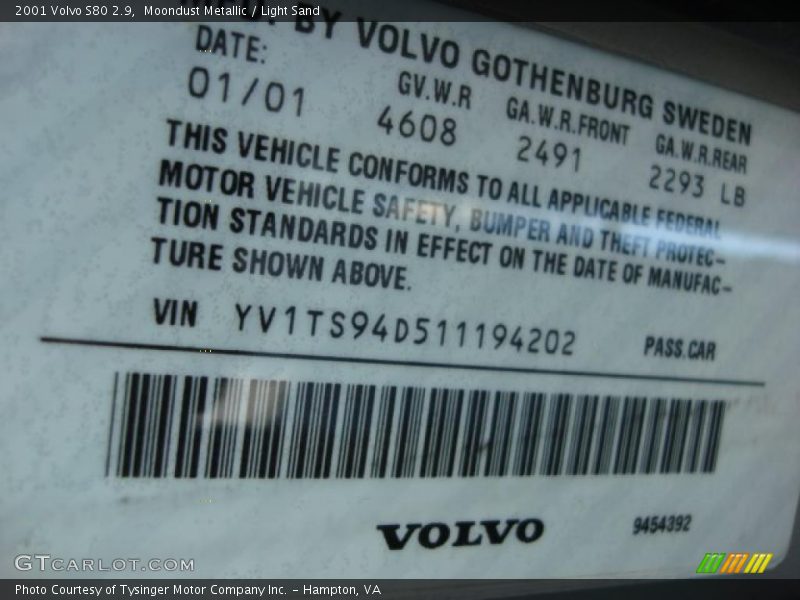 2001 Volvo S80 2.9, Moondust Metallic / Light Sand
BY VOLVO GOTHENBURG SWEDEN
DATE: GV.W.R GA.W.R.FRONT GA.W.R.REAR
01/01 4608 2491 2293 LB
THIS VEHICLE CONFORMS TO ALL APPLICABLE FEDERAL
MOTOR VEHICLE SAFETY, BUMPER AND THEFT PROTEC-
TION STANDARDS IN EFFECT ON THE DATE OF MANUFAC-
TURE SHOWN ABOVE.
VIN YV1TS94D511194202 PASS.CAR
VOLVO 9454392
GTCARLOT.COM
Photo Courtesy of Tysinger Motor Company Inc. - Hampton, VA